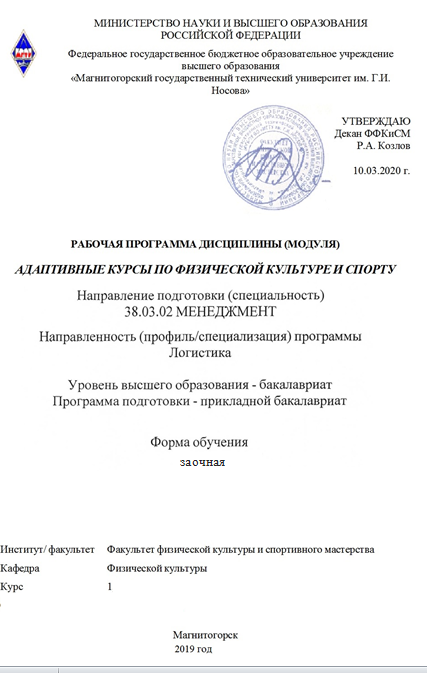 МИНИСТЕРСТВО НАУКИ И ВЫСШЕГО ОБРАЗОВАНИЯ
РОССИЙСКОЙ ФЕДЕРАЦИИ
Федеральное государственное бюджетное образовательное учреждение
высшего образования
«Магнитогорский государственный технический университет им. Г.И.
Носова»
УТВЕРЖДАЮ
Декан ФФКиСМ
Р.А. Козлов
10.03.2020 г.
РАБОЧАЯ ПРОГРАММА ДИСЦИПЛИНЫ (МОДУЛЯ)
АДАПТИВНЫЕ КУРСЫ ПО ФИЗИЧЕСКОЙ КУЛЬТУРЕ И СПОРТУ
Направление подготовки (специальность)
38.03.02 МЕНЕДЖМЕНТ
Направленность (профиль/специализация) программы
Логистика
Уровень высшего образования - бакалавриат
Программа подготовки - прикладной бакалавриат
Форма обучения
заочная
Институт/ факультет Факультет физической культуры и спортивного мастерства
Кафедра Физической культуры
Курс 1
Магнитогорск
2019 год